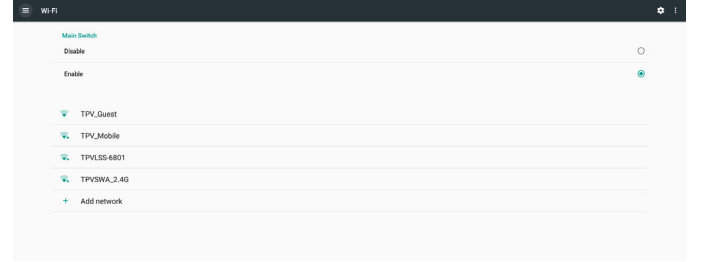 Wi-Fi
Main Switch
Disable
Enable
TPV_Guest
TPV_Mobile
TPVLSS-6801
TPVSWA_2.4G
Add network